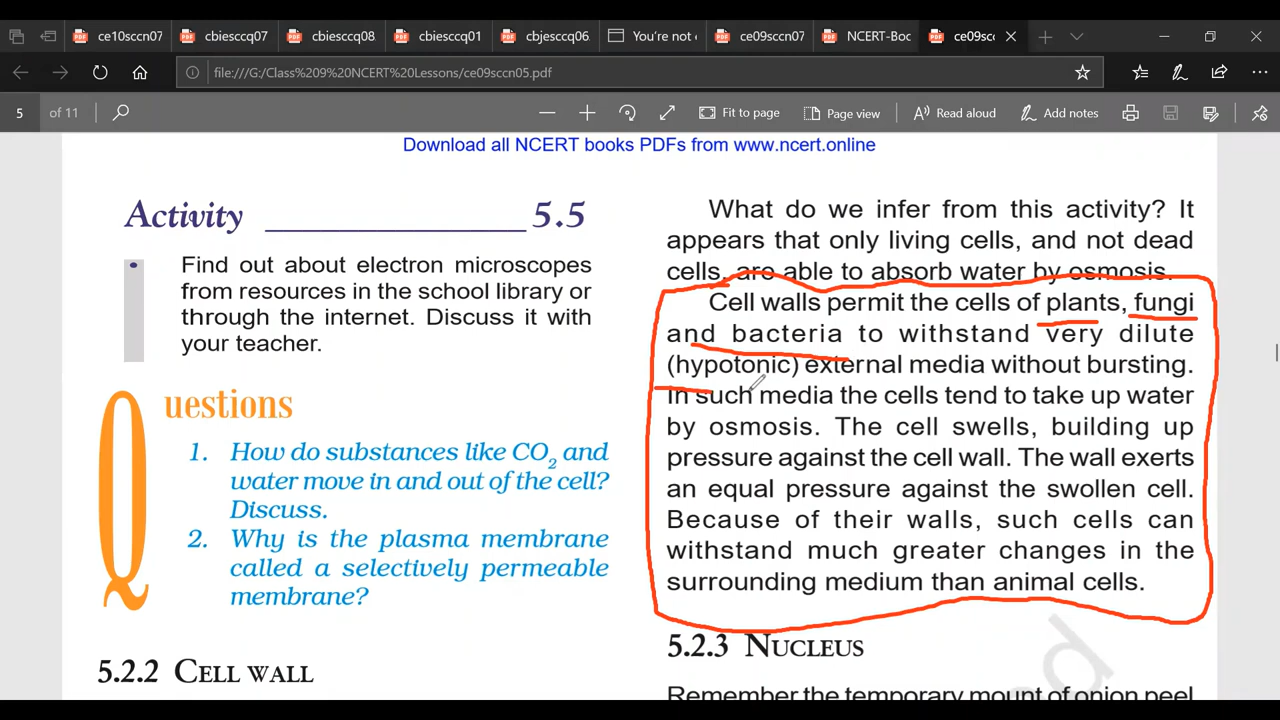 ce10sccn07
cbiesccq07
cbiesccq08
cbiesccq01
cbjesccq06
You're not
ce09sccn07
NCERT-Boo
ce09scc
file:///G:/Class%209%20NCERT%20Lessons/ce09sccn05.pdf
5 of 11
Fit to page
Page view
Read aloud
Add notes
Download all NCERT books PDFs from www.ncert.online
Activity 5.5
Find out about electron microscopes
from resources in the school library or
through the internet. Discuss it with
your teacher.
Questions
1. How do substances like CO2 and
water move in and out of the cell?
Discuss.
2. Why is the plasma membrane
called a selectively permeable
membrane?
5.2.2 CELL WALL
What do we infer from this activity? It
appears that only living cells, and not dead
cells, are able to absorb water by osmosis.
Cell walls permit the cells of plants, fungi
and bacteria to withstand very dilute
(hypotonic) external media without bursting.
In such media the cells tend to take up water
by osmosis. The cell swells, building up
pressure against the cell wall. The wall exerts
an equal pressure against the swollen cell.
Because of their walls, such cells can
withstand much greater changes in the
surrounding medium than animal cells.
5.2.3 NUCLEUS
Remember the temporary mount of onion peel